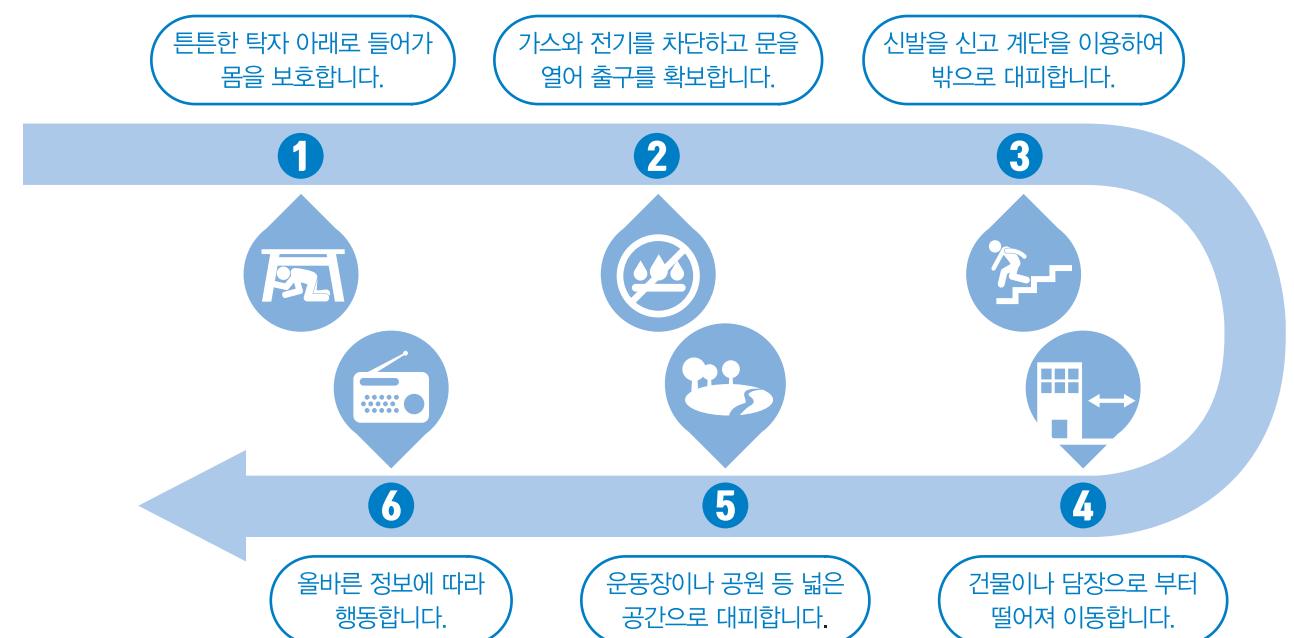 튼튼한 탁자 아래로 들어가
몸을 보호합니다.
가스와 전기를 차단하고 문을
열어 출구를 확보합니다.
신발을 신고 계단을 이용하여
밖으로 대피합니다.
1
2
3
4
5
6
건물이나 담장으로 부터
떨어져 이동합니다.
운동장이나 공원 등 넓은
공간으로 대피합니다.
올바른 정보에 따라
행동합니다.